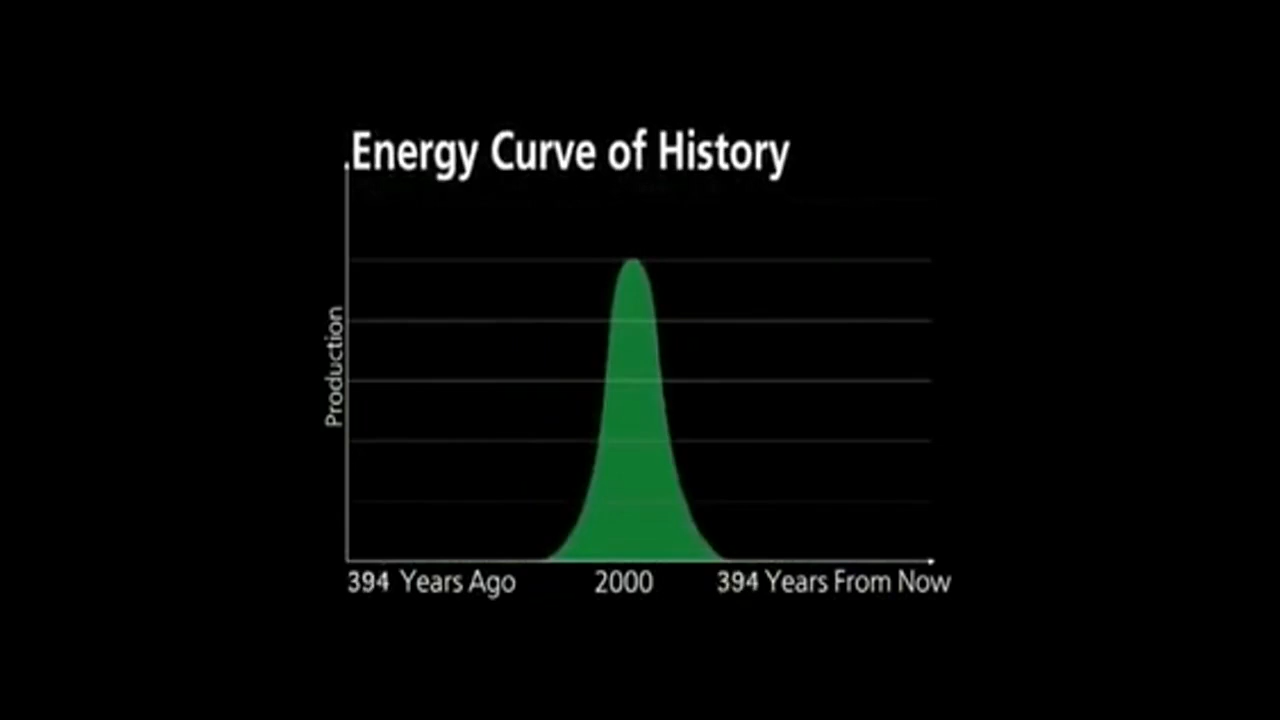 .Energy Curve of History
Production
394 Years Ago
2000
394 Years From Now